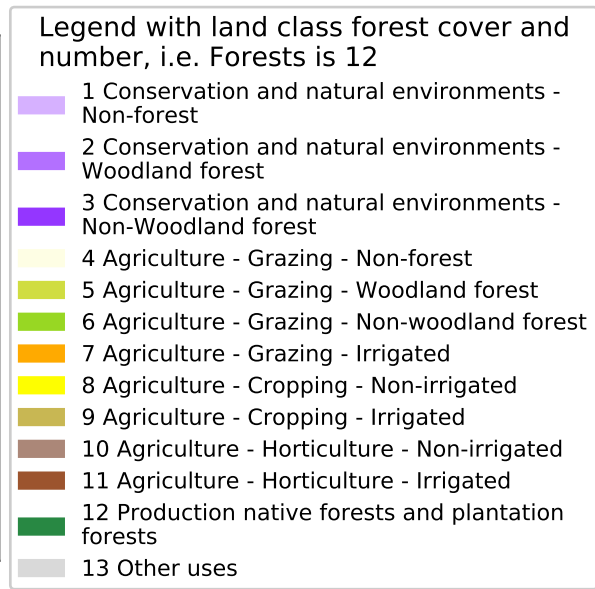 Legend with land class forest cover and
number, i.e. Forests is 12
1 Conservation and natural environments -
Non-forest
2 Conservation and natural environments -
Woodland forest
3 Conservation and natural environments -
Non-Woodland forest
4 Agriculture - Grazing - Non-forest
5 Agriculture - Grazing - Woodland forest
6 Agriculture - Grazing - Non-woodland forest
7 Agriculture - Grazing - Irrigated
8 Agriculture - Cropping - Non-irrigated
9 Agriculture - Cropping - Irrigated
10 Agriculture - Horticulture - Non-irrigated
11 Agriculture - Horticulture - Irrigated
12 Production native forests and plantation
forests
13 Other uses